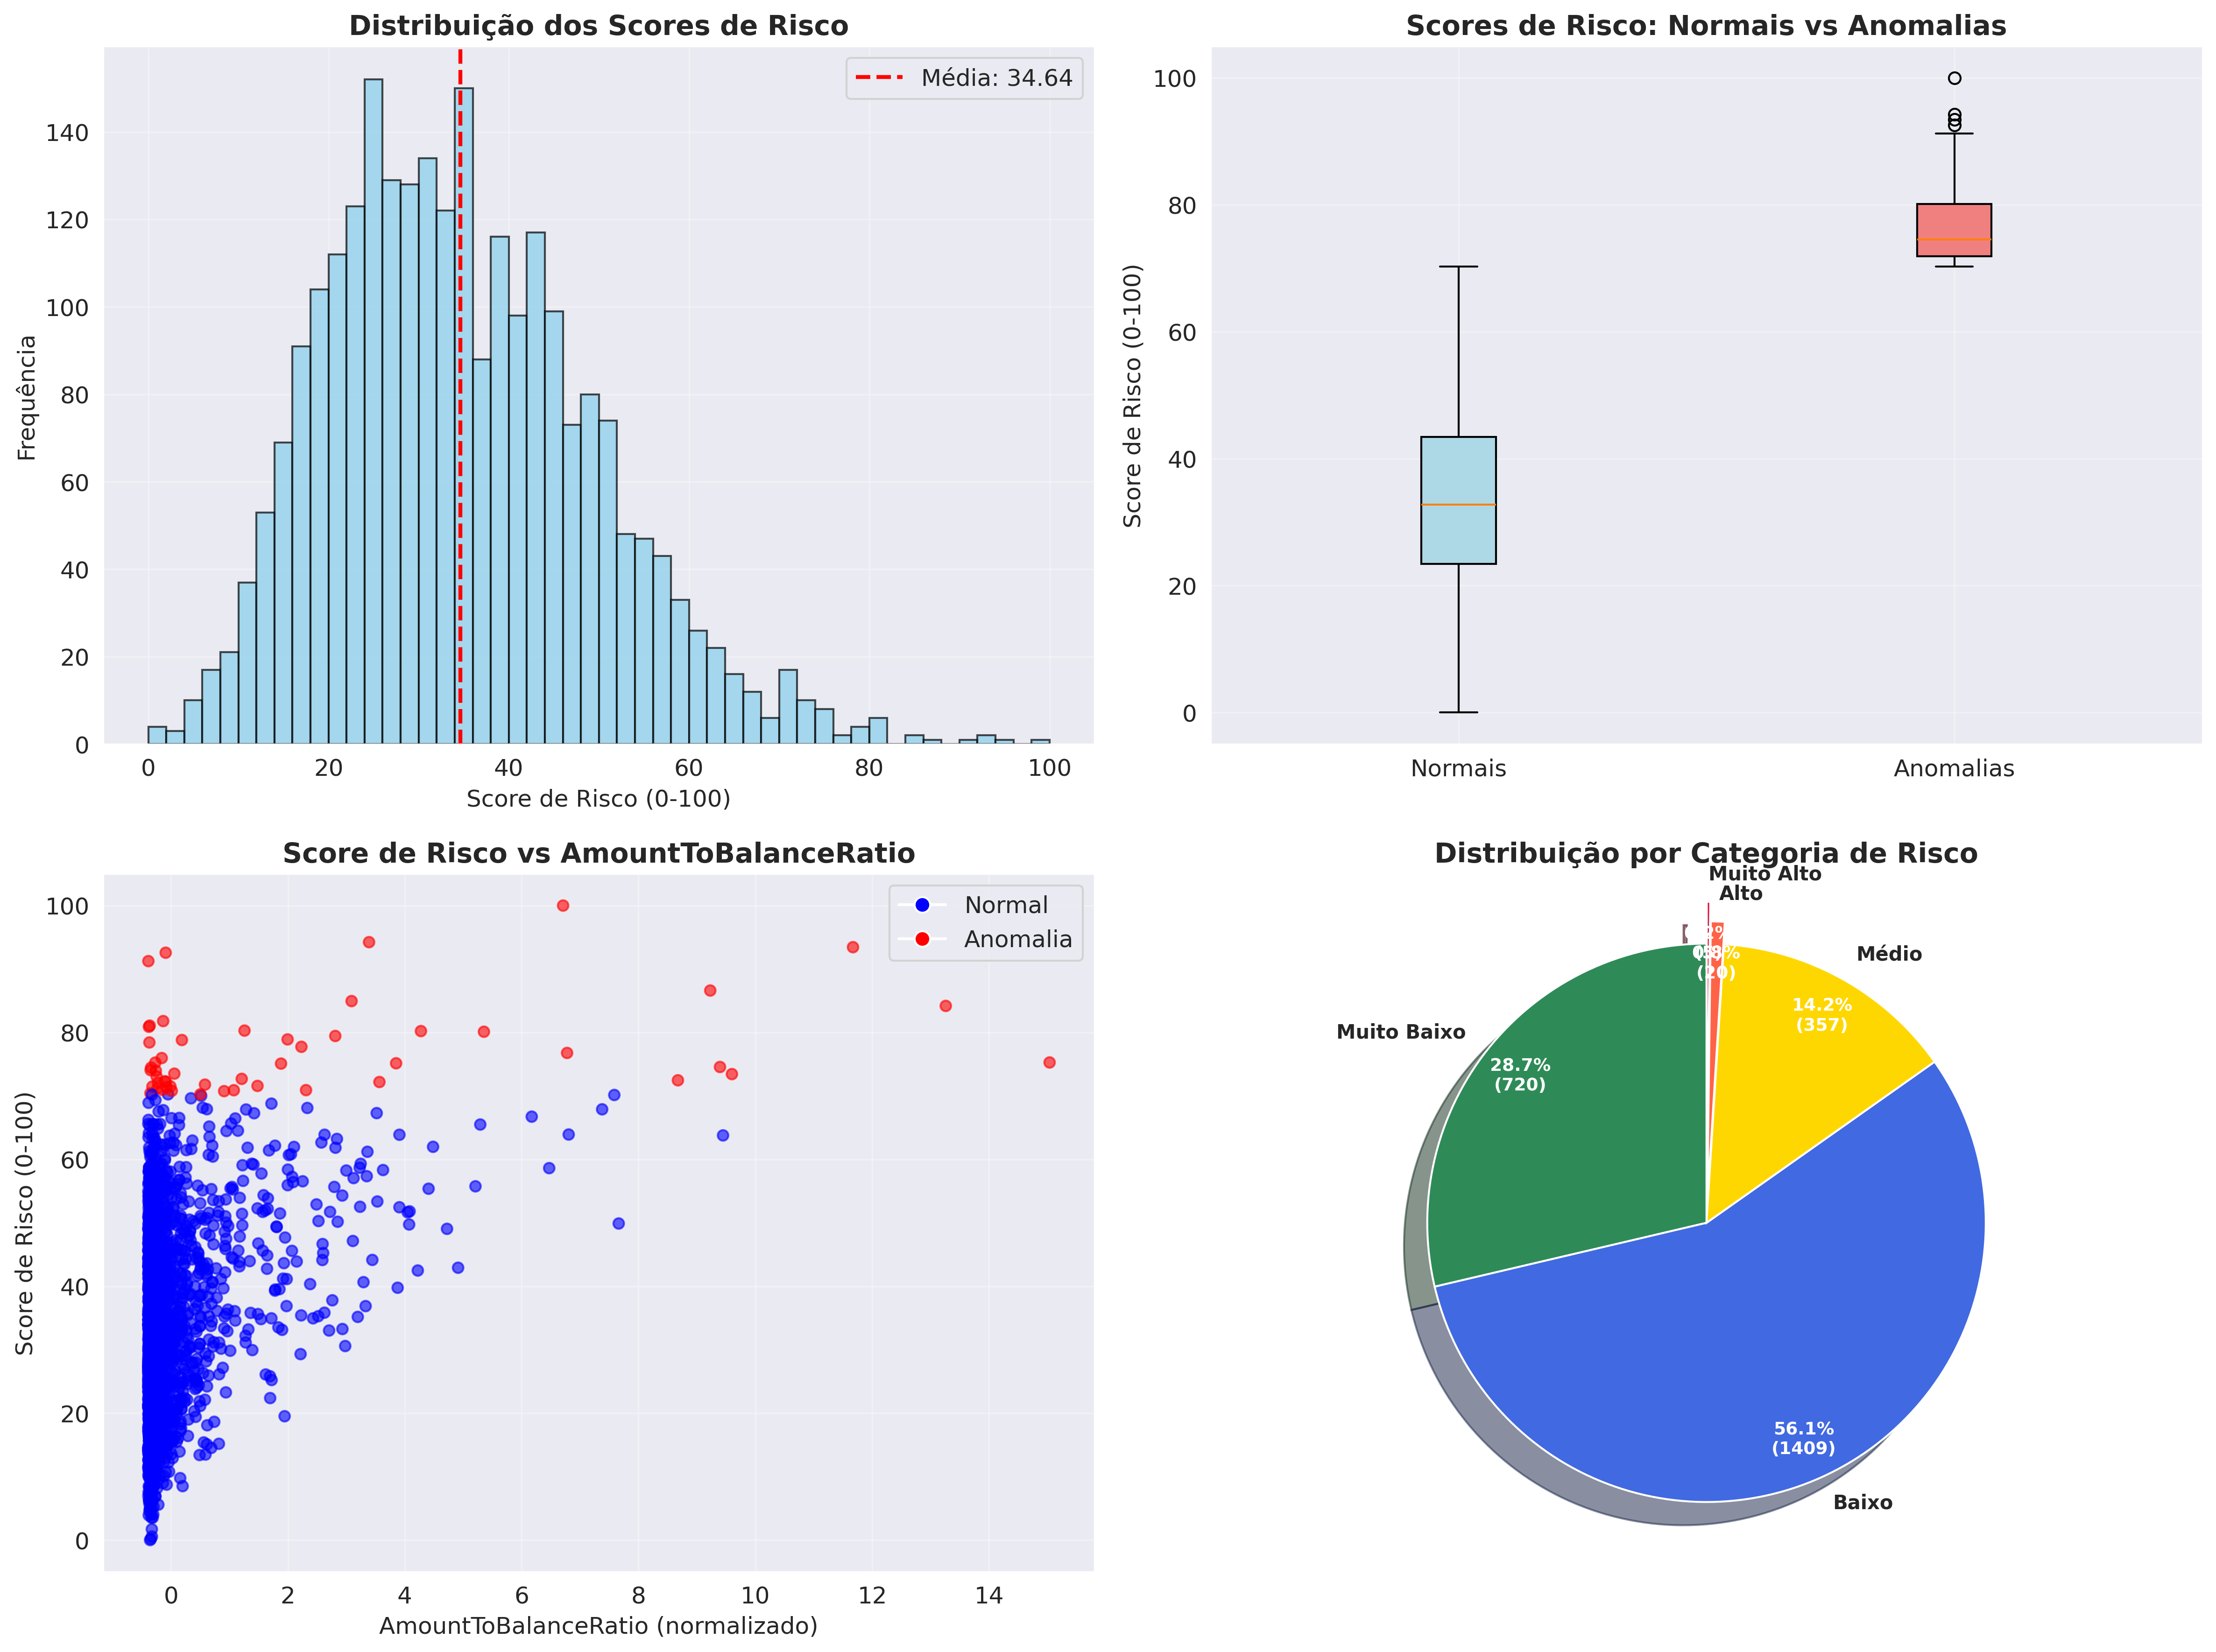 Distribuição dos Scores de Risco
Média: 34.64
140
120
100
80
60
40
20
0
Frequência
0 20 40 60 80 100
Score de Risco (0-100)
Scores de Risco: Normais vs Anomalias
100
80
60
40
20
0
Score de Risco (0-100)
Normais Anomalias
Score de Risco vs AmountToBalanceRatio
Normal
Anomalia
100
80
60
40
20
0
Score de Risco (0-100)
0 2 4 6 8 10 12 14
AmountToBalanceRatio (normalizado)
Distribuição por Categoria de Risco
Muito Alto
Alto
Médio
14.2%
(357)
Muito Baixo
28.7%
(720)
(20)
56.1%
(1409)
Baixo